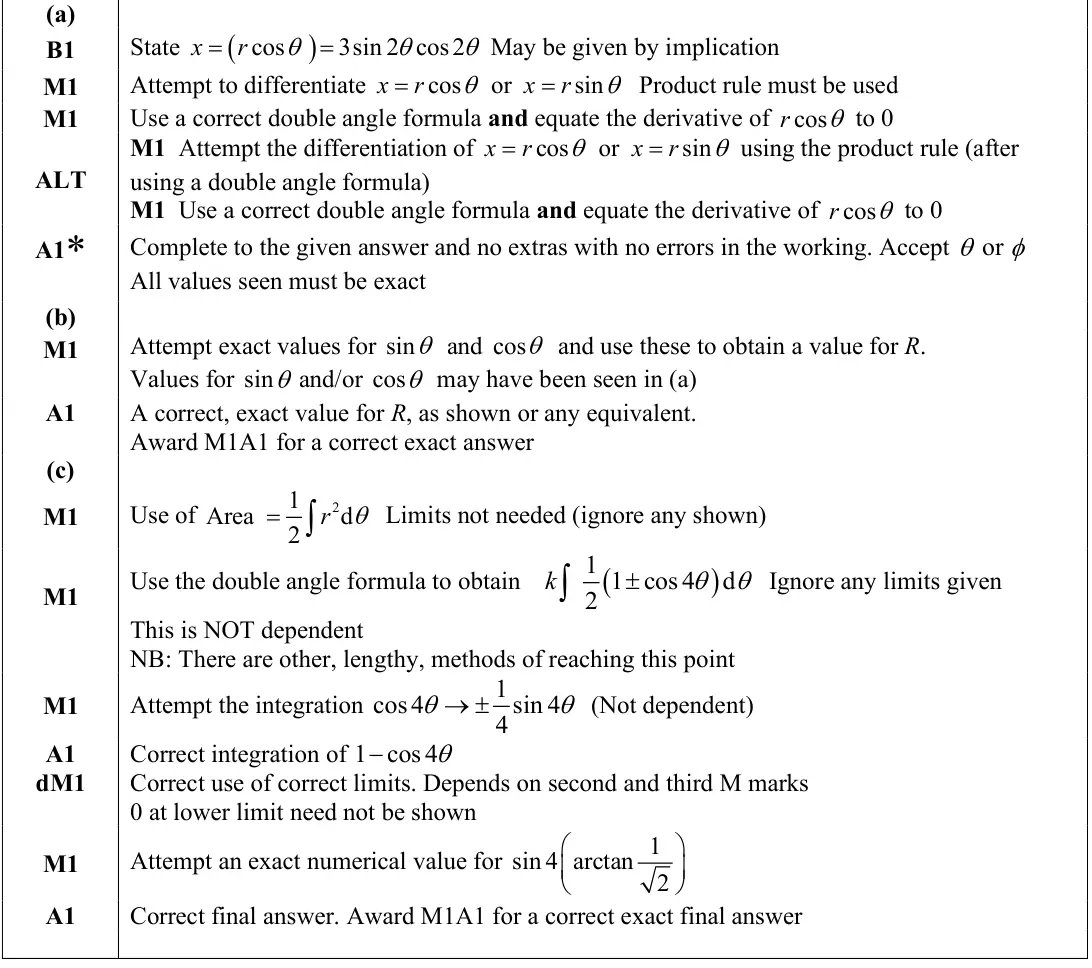 (a)
B1 State x = (r cos θ) = 3 sin 2θ cos 2θ May be given by implication
M1 Attempt to differentiate x = r cos θ or x = r sin θ Product rule must be used
M1 Use a correct double angle formula and equate the derivative of r cos θ to 0
M1 Attempt the differentiation of x = r cos θ or x = r sin θ using the product rule (after
ALT using a double angle formula)
M1 Use a correct double angle formula and equate the derivative of r cos θ to 0
A1* Complete to the given answer and no extras with no errors in the working. Accept θ or ϕ
All values seen must be exact
(b)
M1 Attempt exact values for sin θ and cos θ and use these to obtain a value for R.
Values for sin θ and/or cos θ may have been seen in (a)
A1 A correct, exact value for R, as shown or any equivalent.
Award M1A1 for a correct exact answer
(c)
M1 Use of Area = 1/2 ∫ r² dθ Limits not needed (ignore any shown)
M1 Use the double angle formula to obtain k ∫ 1/2 (1 ± cos 4θ) dθ Ignore any limits given
This is NOT dependent
NB: There are other, lengthy, methods of reaching this point
M1 Attempt the integration cos 4θ → ± 1/4 sin 4θ (Not dependent)
A1 Correct integration of 1 − cos 4θ
dM1 Correct use of correct limits. Depends on second and third M marks
0 at lower limit need not be shown
M1 Attempt an exact numerical value for sin 4 (arctan 1/√2)
A1 Correct final answer. Award M1A1 for a correct exact final answer